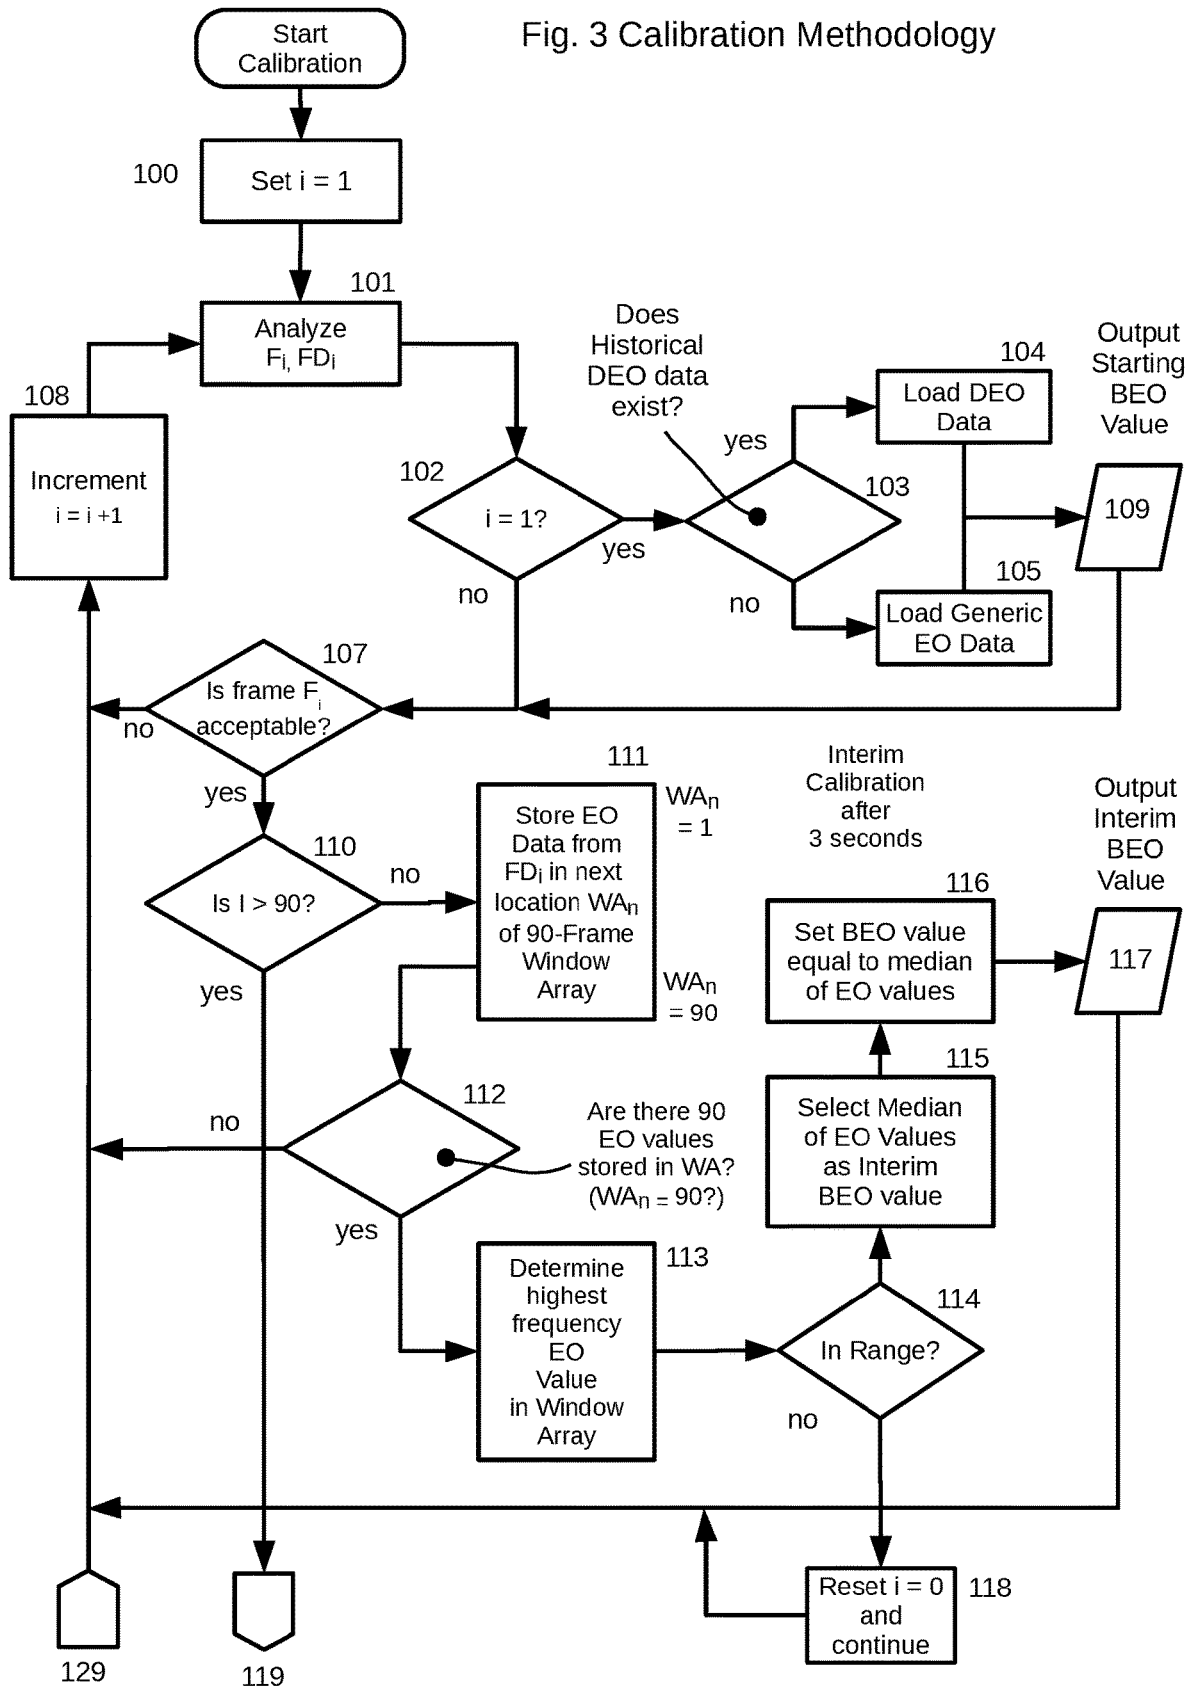 Fig. 3 Calibration Methodology
Start
Calibration
100
Set i = 1
101
Analyze
Fi, FDi
108
Increment
i = i +1
102
i = 1?
yes
no
Does
Historical
DEO data
exist?
103
yes
no
104
Load DEO
Data
105
Load Generic
EO Data
Output
Starting
BEO
Value
109
107
Is frame Fi
acceptable?
no
yes
110
Is I > 90?
no
yes
111
Store EO
Data from
FDi in next
location WAn
of 90-Frame
Window
Array
WAn
= 1
WAn
= 90
112
no
yes
Are there 90
EO values
stored in WA?
(WAn = 90?)
113
Determine
highest
frequency
EO
Value
in Window
Array
Interim
Calibration
after
3 seconds
Output
Interim
BEO
Value
116
Set BEO value
equal to median
of EO values
117
115
Select Median
of EO Values
as Interim
BEO value
114
In Range?
no
118
Reset i = 0
and
continue
129
119